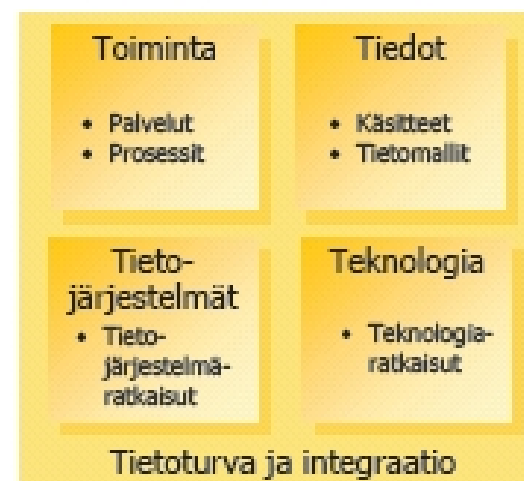 Toiminta
• Palvelut
• Prosessit
Tiedot
• Käsitteet
• Tietomallit
Tieto-
järjestelmät
• Tieto-
järjestelmä-
ratkaisut
Teknologia
• Teknologia-
ratkaisut
Tietoturva ja integraatio